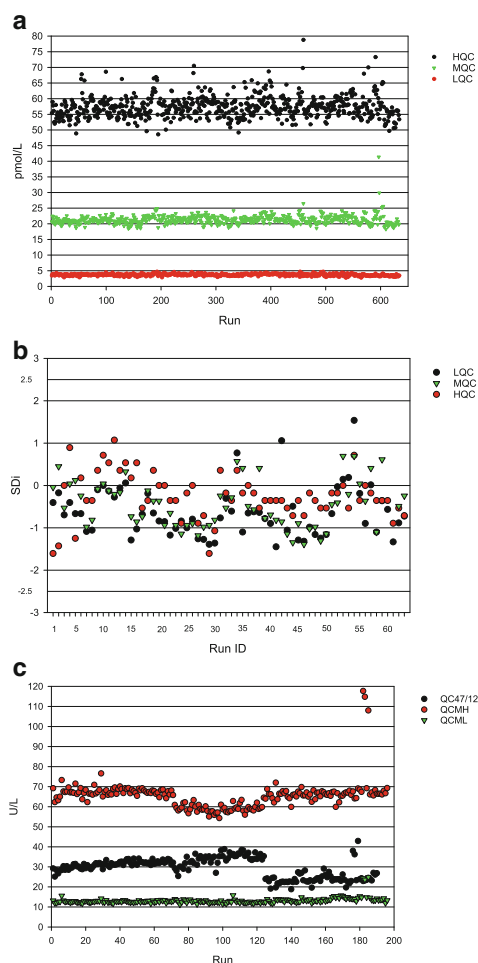 a
80
75
70
65
60
55
50
45
40
35
30
25
20
15
10
5
0
pmol/L
0 100 200 300 400 500 600
Run
HQC
MQC
LQC
b
3
2.5
2
1
0
-1
-2
-2.5
-3
SDi
1 5 10 15 20 25 30 35 40 45 50 55 60
Run ID
LQC
MQC
HQC
c
120
110
100
90
80
70
60
50
40
30
20
10
0
U/L
0 20 40 60 80 100 120 140 160 180 200
Run
QC47/12
QCMH
QCML